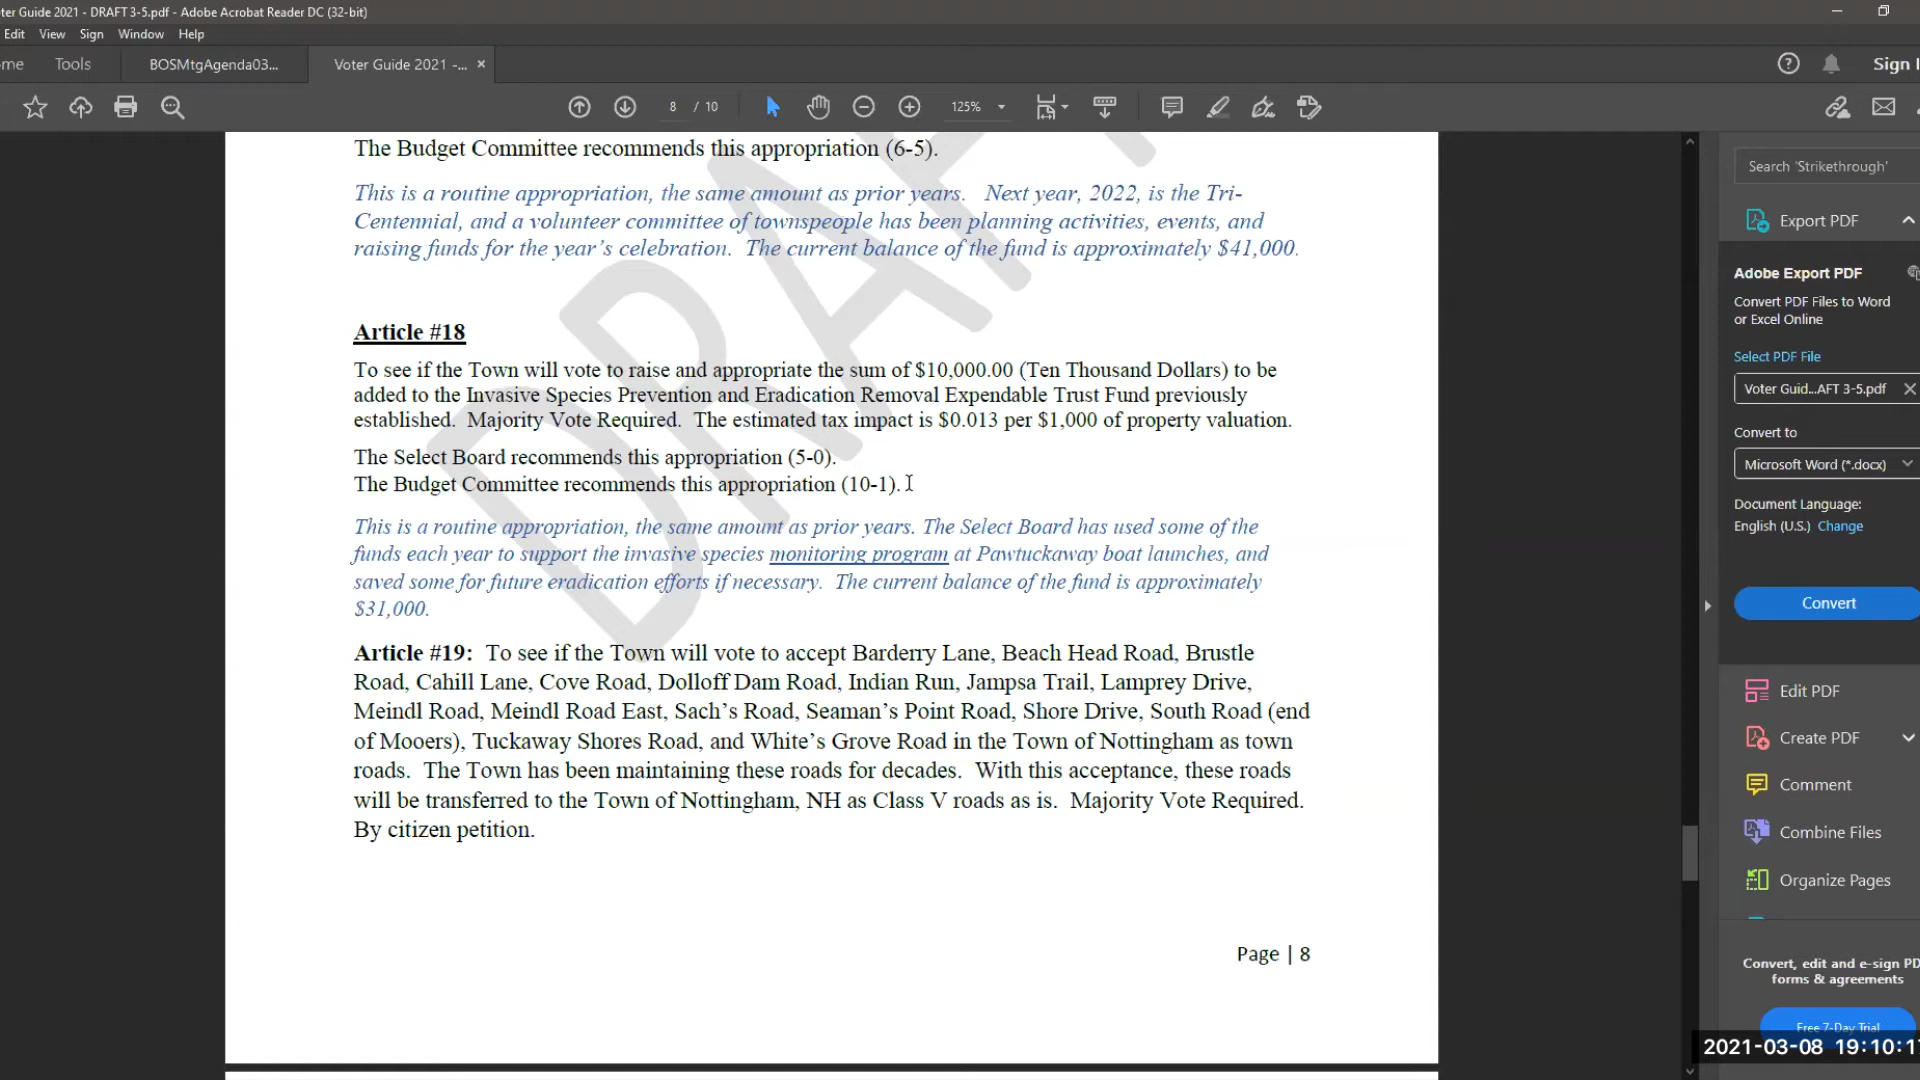 ter Guide 2021 - DRAFT 3-5.pdf - Adobe Acrobat Reader DC (32-bit)
Edit View Sign Window Help
me Tools BOSMtgAgenda03... Voter Guide 2021 -... × Sign I
8 / 10 125%
The Budget Committee recommends this appropriation (6-5).
This is a routine appropriation, the same amount as prior years. Next year, 2022, is the Tri-
Centennial, and a volunteer committee of townspeople has been planning activities, events, and
raising funds for the year’s celebration. The current balance of the fund is approximately $41,000.
Article #18
To see if the Town will vote to raise and appropriate the sum of $10,000.00 (Ten Thousand Dollars) to be
added to the Invasive Species Prevention and Eradication Removal Expendable Trust Fund previously
established. Majority Vote Required. The estimated tax impact is $0.013 per $1,000 of property valuation.
The Select Board recommends this appropriation (5-0).
The Budget Committee recommends this appropriation (10-1).
This is a routine appropriation, the same amount as prior years. The Select Board has used some of the
funds each year to support the invasive species monitoring program at Pawtuckaway boat launches, and
saved some for future eradication efforts if necessary. The current balance of the fund is approximately
$31,000.
Article #19: To see if the Town will vote to accept Barderry Lane, Beach Head Road, Brustle
Road, Cahill Lane, Cove Road, Dolloff Dam Road, Indian Run, Jampsa Trail, Lamprey Drive,
Meindl Road, Meindl Road East, Sach’s Road, Seaman’s Point Road, Shore Drive, South Road (end
of Mooers), Tuckaway Shores Road, and White’s Grove Road in the Town of Nottingham as town
roads. The Town has been maintaining these roads for decades. With this acceptance, these roads
will be transferred to the Town of Nottingham, NH as Class V roads as is. Majority Vote Required.
By citizen petition.
Page | 8
DRAFT
Search 'Strikethrough'
Export PDF
Adobe Export PDF
Convert PDF Files to Word
or Excel Online
Select PDF File
Voter Guid...AFT 3-5.pdf
Convert to
Microsoft Word (*.docx)
Document Language:
English (U.S.) Change
Convert
Edit PDF
Create PDF
Comment
Combine Files
Organize Pages
Convert, edit and e-sign PD
forms & agreements
Free 7-Day Trial
2021-03-08 19:10:17